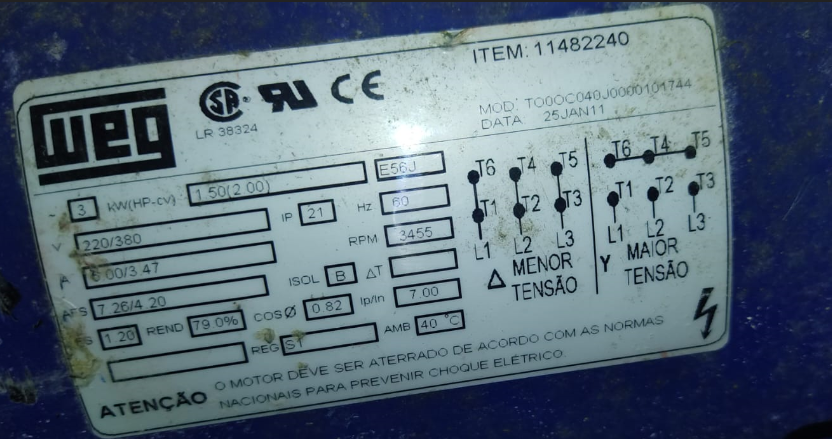 ITEM: 11482240
WEG
SA®
LR 38324
CE
MOD: TO0OC040J0000101744
DATA 25JAN11
~ 3 kW(HP-cv) 1.50(2.00) E56J
V 220/380 IP 21 Hz 60
A .00/3.47 RPM 3455
7.26/4.20 ISOL B ΔT
1.20 REND 79.0% COS Ø 0.82 Ip/In 7.00
REG S1 AMB 40 °C
T6 T4 T5
T1 T2 T3
L1 L2 L3
Δ MENOR TENSÃO
T6 T4 T5
T1 T2 T3
L1 L2 L3
Y MAIOR TENSÃO
ATENÇÃO O MOTOR DEVE SER ATERRADO DE ACORDO COM AS NORMAS
NACIONAIS PARA PREVENIR CHOQUE ELÉTRICO